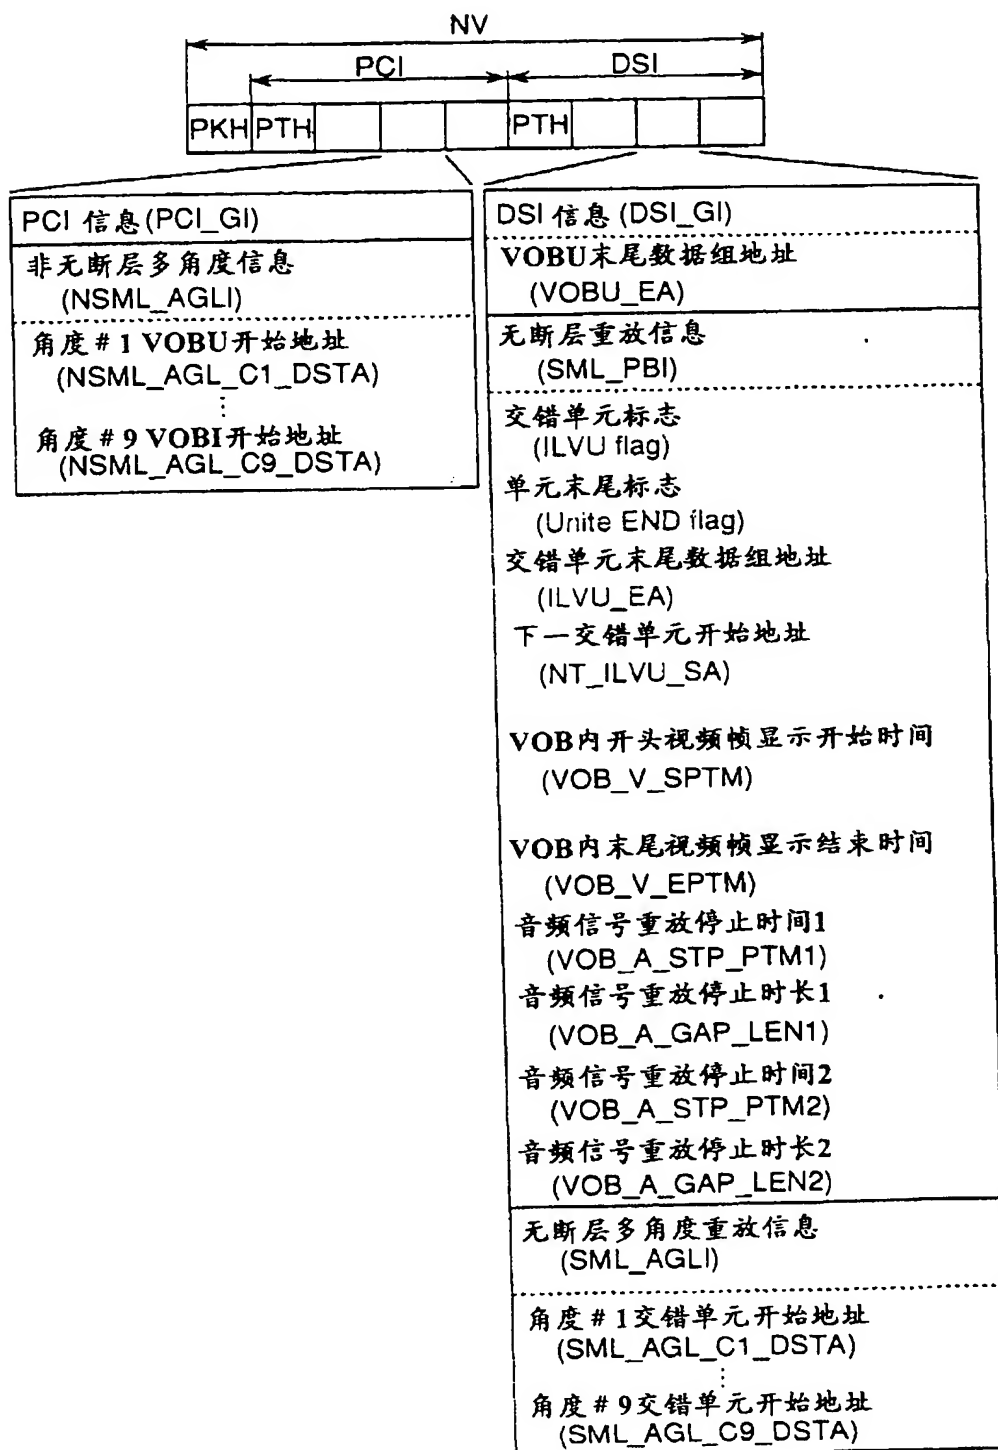 NV
PCI
DSI
PKH PTH PTH
PCI 信息(PCI_GI)
非无断层多角度信息
(NSML_AGLI)
角度#1 VOBU开始地址
(NSML_AGL_C1_DSTA)
角度#9 VOBI开始地址
(NSML_AGL_C9_DSTA)
DSI 信息 (DSI_GI)
VOBU末尾数据组地址
(VOBU_EA)
无断层重放信息
(SML_PBI)
交错单元标志
(ILVU flag)
单元末尾标志
(Unite END flag)
交错单元末尾数据组地址
(ILVU_EA)
下一交错单元开始地址
(NT_ILVU_SA)
VOB内开头视频帧显示开始时间
(VOB_V_SPTM)
VOB内末尾视频帧显示结束时间
(VOB_V_EPTM)
音频信号重放停止时间1
(VOB_A_STP_PTM1)
音频信号重放停止时长1
(VOB_A_GAP_LEN1)
音频信号重放停止时间2
(VOB_A_STP_PTM2)
音频信号重放停止时长2
(VOB_A_GAP_LEN2)
无断层多角度重放信息
(SML_AGLI)
角度#1交错单元开始地址
(SML_AGL_C1_DSTA)
角度#9交错单元开始地址
(SML_AGL_C9_DSTA)